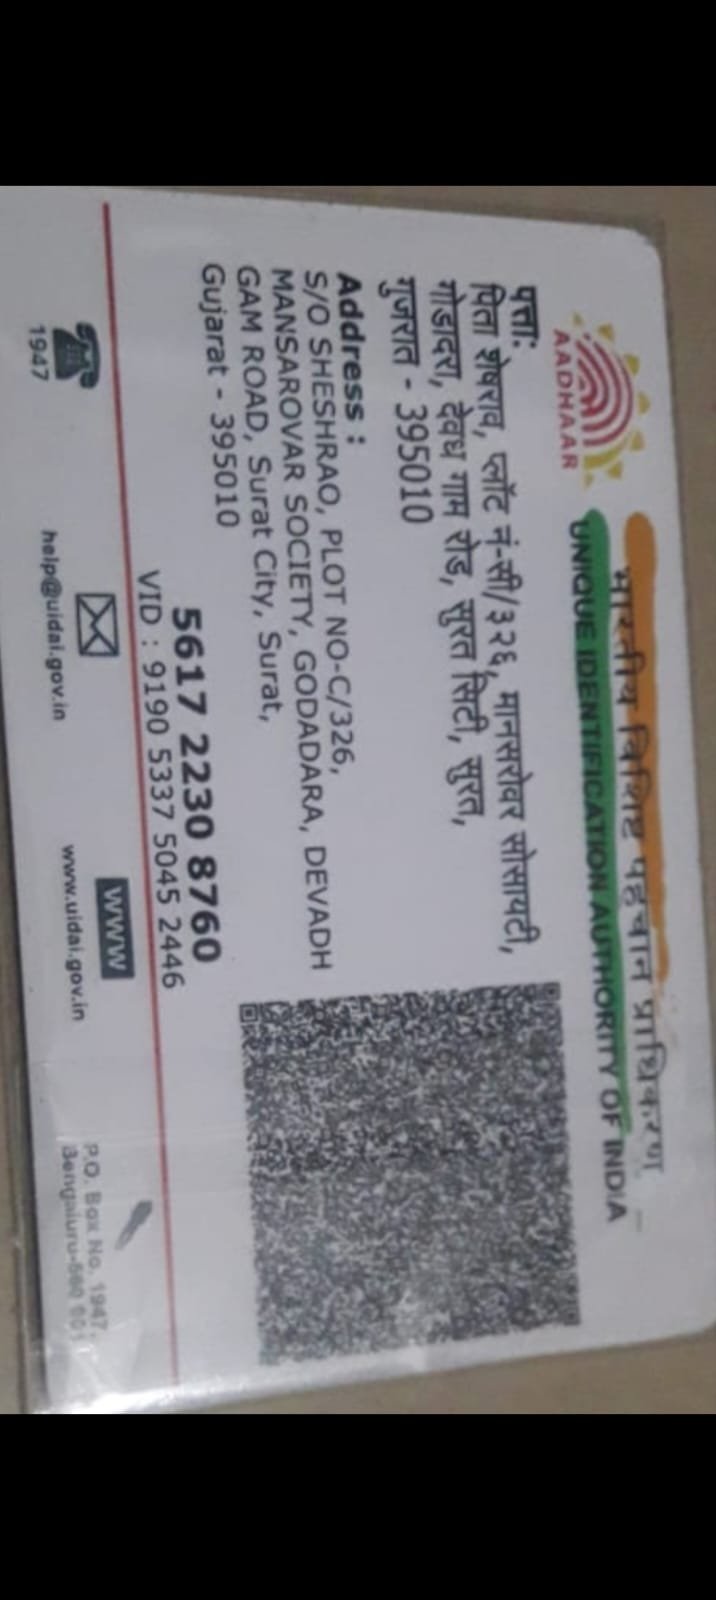 भारतीय विशिष्ट पहचान प्राधिकरण
UNIQUE IDENTIFICATION AUTHORITY OF INDIA
AADHAAR
पत्ता:
पिता शेषराव, प्लॉट नं-सी/३२६, मानसरोवर सोसायटी,
गोडादरा, देवध गाम रोड, सुरत सिटी, सुरत,
गुजरात - 395010
Address :
S/O SHESHRAO, PLOT NO-C/326,
MANSAROVAR SOCIETY, GODADARA, DEVADH
GAM ROAD, Surat City, Surat,
Gujarat - 395010
5617 2230 8760
VID : 9190 5337 5045 2446
1947
help@uidai.gov.in
www
www.uidai.gov.in
P.O. Box No. 1947,
Bengaluru-560 001